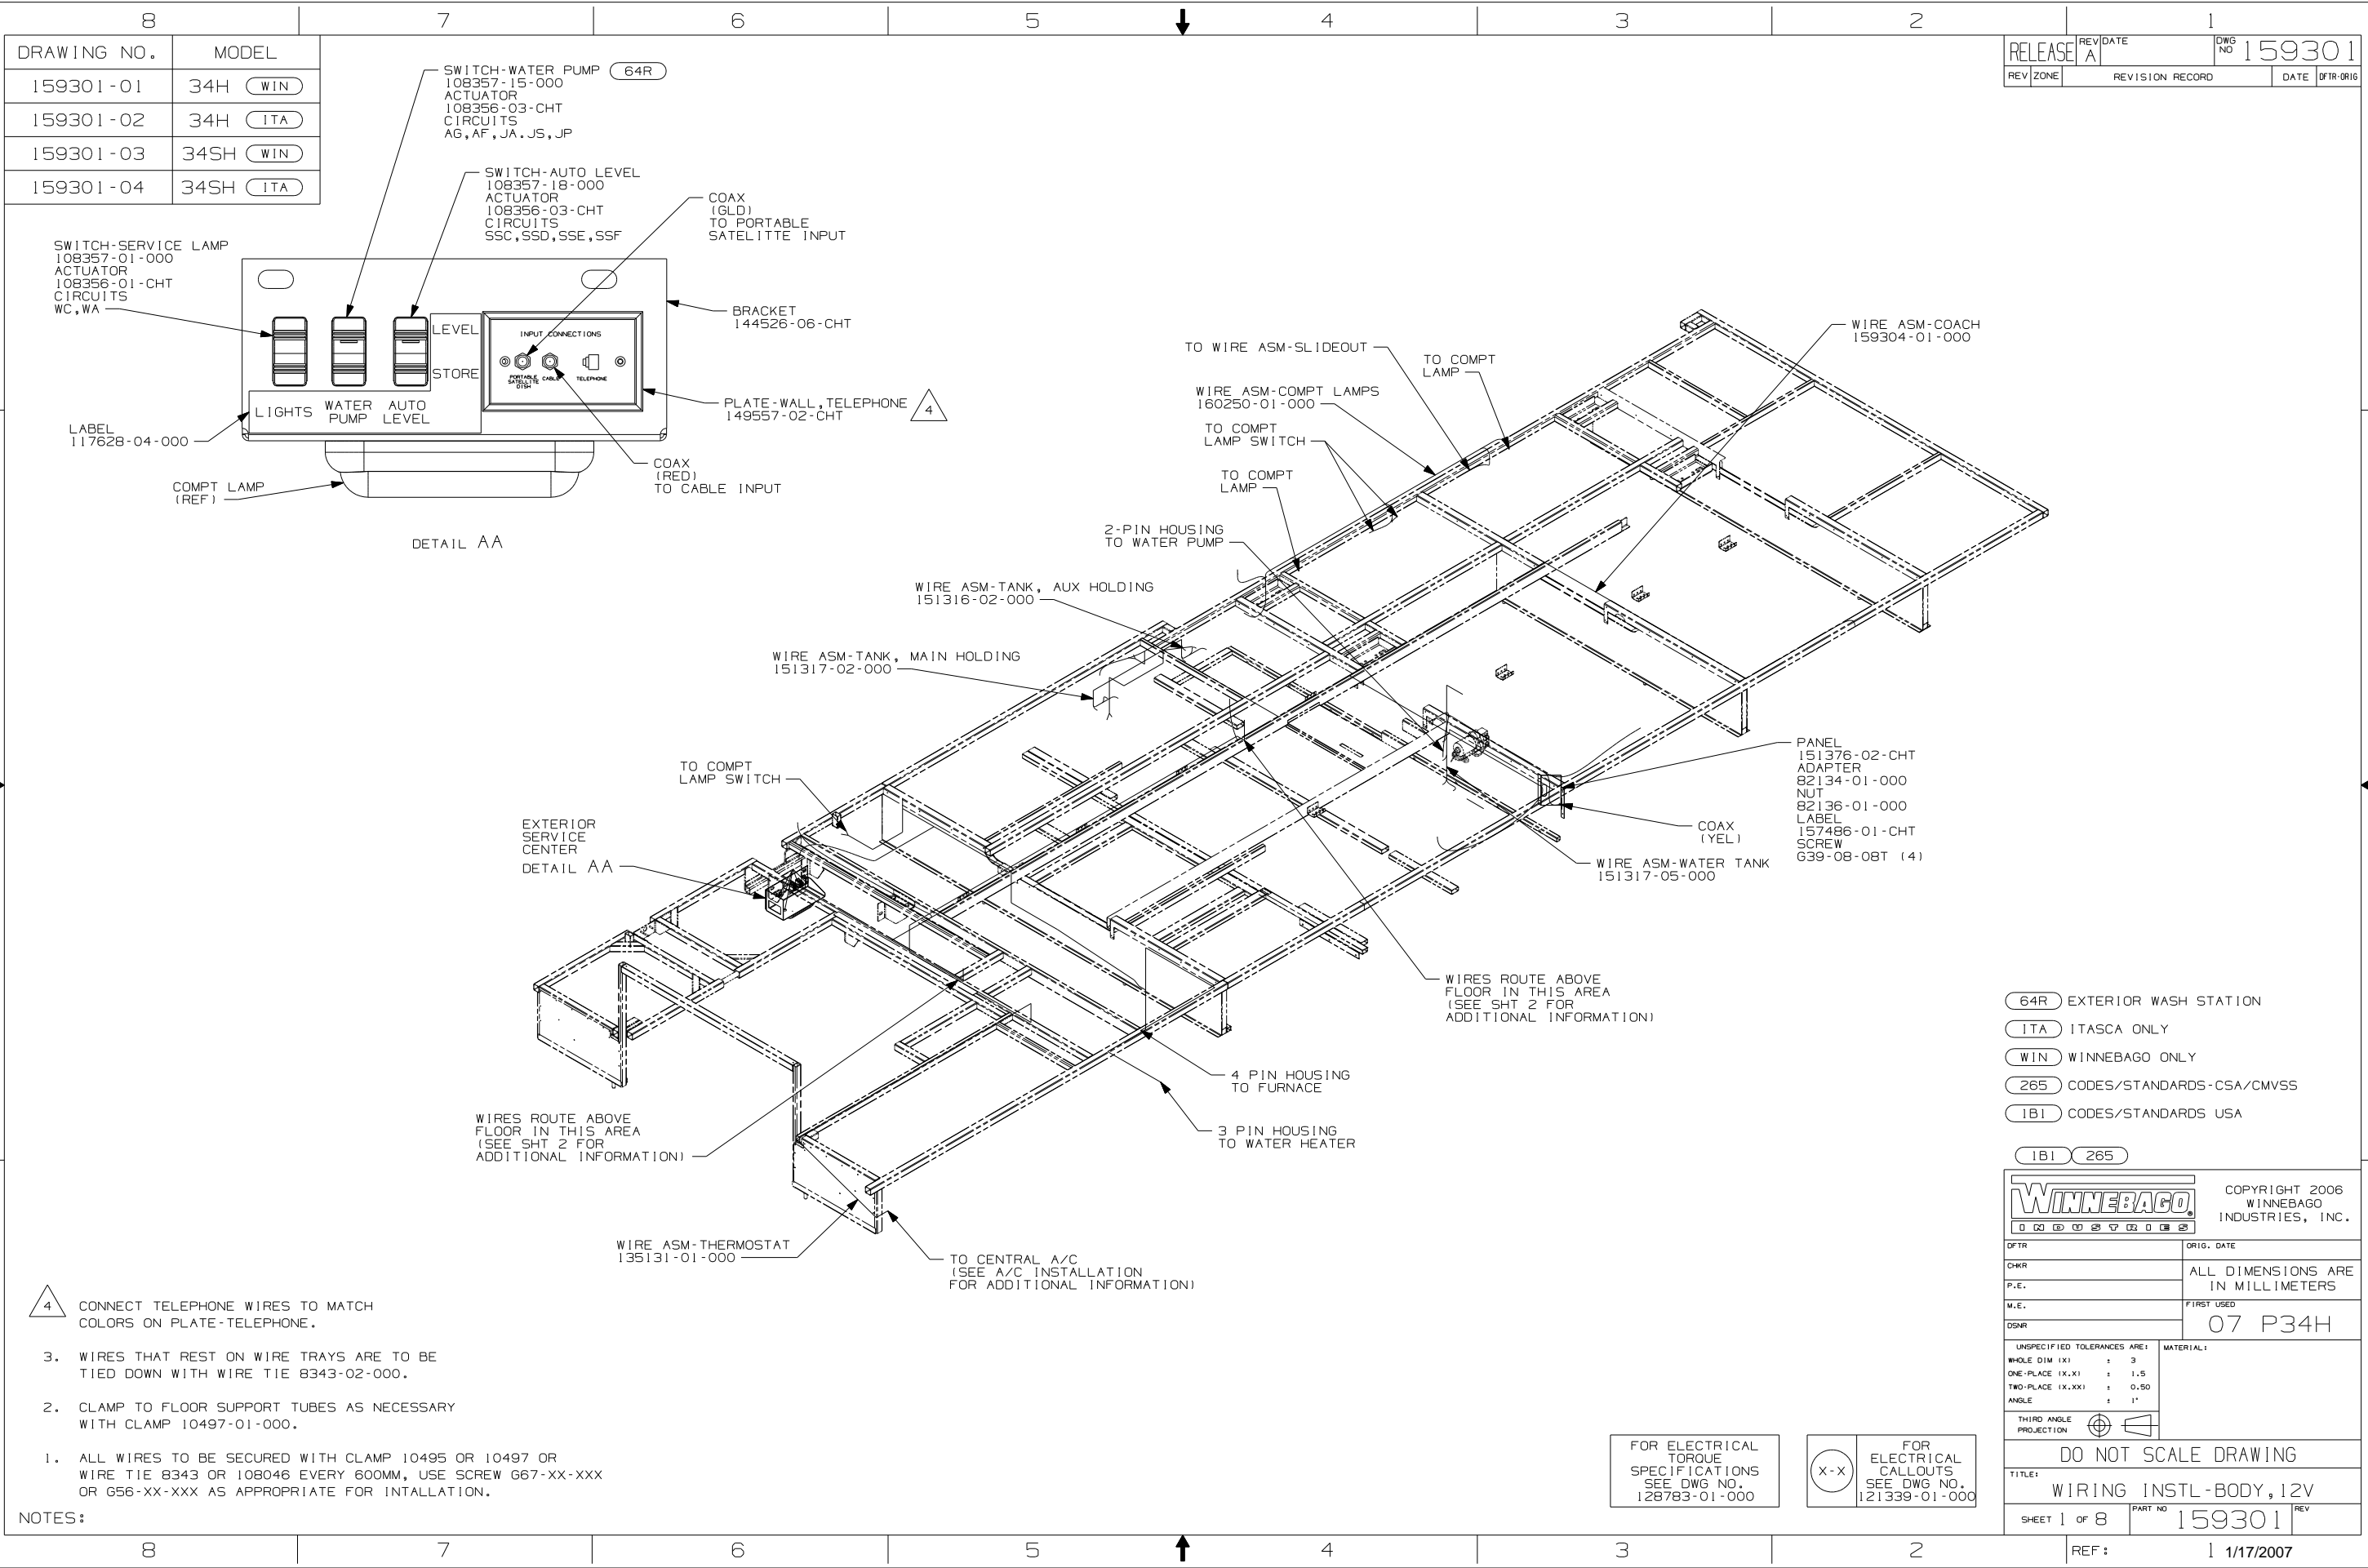 8 7 6 5 4 3 2 1
DRAWING NO. MODEL
159301-01 34H WIN
159301-02 34H ITA
159301-03 34SH WIN
159301-04 34SH ITA
RELEASE REV A DATE DWG NO 159301
REV ZONE REVISION RECORD DATE DFTR-ORIG
SWITCH-WATER PUMP 64R
108357-15-000
ACTUATOR
108356-03-CHT
CIRCUITS
AG,AF,JA.JS,JP
SWITCH-AUTO LEVEL
108357-18-000
ACTUATOR
108356-03-CHT
CIRCUITS
SSC,SSD,SSE,SSF
COAX
(GLD)
TO PORTABLE
SATELITTE INPUT
SWITCH-SERVICE LAMP
108357-01-000
ACTUATOR
108356-01-CHT
CIRCUITS
WC,WA
BRACKET
144526-06-CHT
LEVEL
STORE
INPUT CONNECTIONS
PORTABLE
SATELLITE
DISH
CABLE
TELEPHONE
LIGHTS
WATER
PUMP
AUTO
LEVEL
PLATE-WALL,TELEPHONE
149557-02-CHT
4
LABEL
117628-04-000
COAX
(RED)
TO CABLE INPUT
COMPT LAMP
(REF)
DETAIL AA
WIRE ASM-COACH
159304-01-000
TO WIRE ASM-SLIDEOUT
TO COMPT
LAMP
WIRE ASM-COMPT LAMPS
160250-01-000
TO COMPT
LAMP SWITCH
TO COMPT
LAMP
2-PIN HOUSING
TO WATER PUMP
WIRE ASM-TANK, AUX HOLDING
151316-02-000
WIRE ASM-TANK, MAIN HOLDING
151317-02-000
TO COMPT
LAMP SWITCH
EXTERIOR
SERVICE
CENTER
DETAIL AA
PANEL
151376-02-CHT
ADAPTER
82134-01-000
NUT
82136-01-000
LABEL
157486-01-CHT
SCREW
G39-08-08T (4)
COAX
(YEL)
WIRE ASM-WATER TANK
151317-05-000
WIRES ROUTE ABOVE
FLOOR IN THIS AREA
(SEE SHT 2 FOR
ADDITIONAL INFORMATION)
4 PIN HOUSING
TO FURNACE
3 PIN HOUSING
TO WATER HEATER
WIRES ROUTE ABOVE
FLOOR IN THIS AREA
(SEE SHT 2 FOR
ADDITIONAL INFORMATION)
WIRE ASM-THERMOSTAT
135131-01-000
TO CENTRAL A/C
(SEE A/C INSTALLATION
FOR ADDITIONAL INFORMATION)
64R EXTERIOR WASH STATION
ITA ITASCA ONLY
WIN WINNEBAGO ONLY
265 CODES/STANDARDS-CSA/CMVSS
1B1 CODES/STANDARDS USA
1B1 265
4 CONNECT TELEPHONE WIRES TO MATCH
COLORS ON PLATE-TELEPHONE.
3. WIRES THAT REST ON WIRE TRAYS ARE TO BE
TIED DOWN WITH WIRE TIE 8343-02-000.
2. CLAMP TO FLOOR SUPPORT TUBES AS NECESSARY
WITH CLAMP 10497-01-000.
1. ALL WIRES TO BE SECURED WITH CLAMP 10495 OR 10497 OR
WIRE TIE 8343 OR 108046 EVERY 600MM, USE SCREW G67-XX-XXX
OR G56-XX-XXX AS APPROPRIATE FOR INTALLATION.
NOTES:
FOR ELECTRICAL
TORQUE
SPECIFICATIONS
SEE DWG NO.
128783-01-000
X-X
FOR
ELECTRICAL
CALLOUTS
SEE DWG NO.
121339-01-000
WINNEBAGO®
INDUSTRIES
COPYRIGHT 2006
WINNEBAGO
INDUSTRIES, INC.
DFTR
ORIG. DATE
CHKR
ALL DIMENSIONS ARE
IN MILLIMETERS
P.E.
M.E.
FIRST USED
07 P34H
DSNR
UNSPECIFIED TOLERANCES ARE:
MATERIAL:
WHOLE DIM (X) : 3
ONE-PLACE (X.X) : 1.5
TWO-PLACE (X.XX) : 0.50
ANGLE : 1°
THIRD ANGLE
PROJECTION
DO NOT SCALE DRAWING
TITLE:
WIRING INSTL-BODY,12V
SHEET 1 OF 8
PART NO 159301
REV
8 7 6 5 4 3 2 REF: 1 1/17/2007